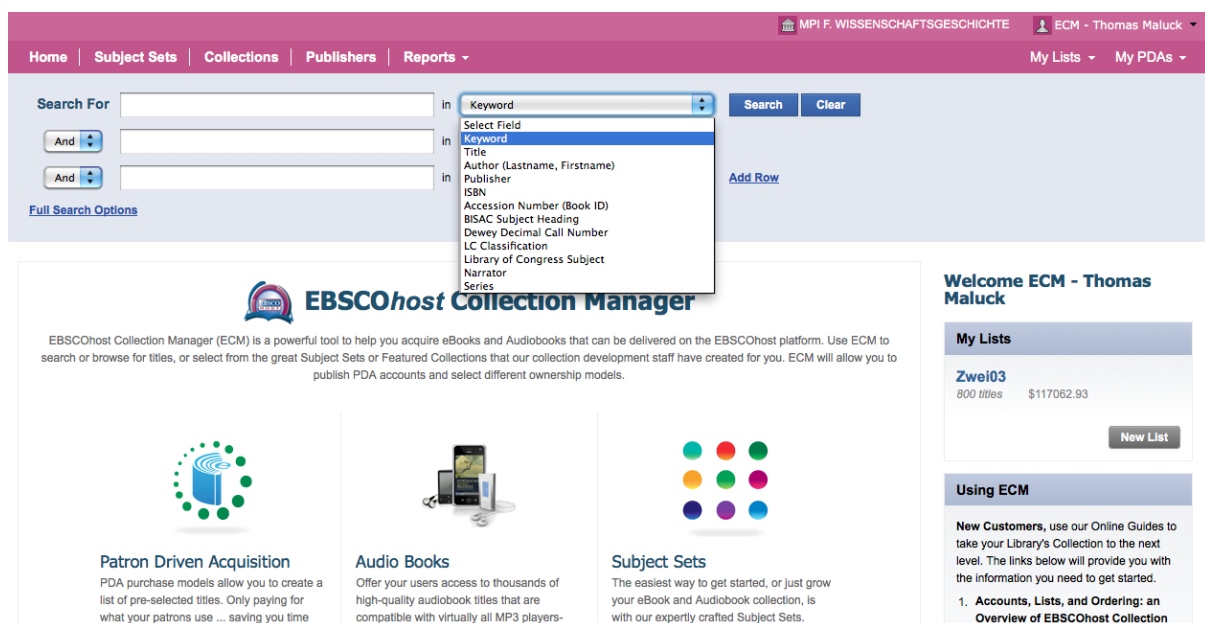 MPI F. WISSENSCHAFTSGESCHICHTE ECM - Thomas Maluck
Home Subject Sets Collections Publishers Reports My Lists My PDAs
Search For in Keyword Search Clear
Select Field
Keyword
And in
Title
Author (Lastname, Firstname)
And in Publisher Add Row
ISBN
Accession Number (Book ID)
Full Search Options
BISAC Subject Heading
Dewey Decimal Call Number
LC Classification
Library of Congress Subject
Narrator
Series
EBSCO
HOST
EBSCOhost Collection Manager
EBSCOhost Collection Manager (ECM) is a powerful tool to help you acquire eBooks and Audiobooks that can be delivered on the EBSCOhost platform. Use ECM to
search or browse for titles, or select from the great Subject Sets or Featured Collections that our collection development staff have created for you. ECM will allow you to
publish PDA accounts and select different ownership models.
Patron Driven Acquisition
PDA purchase models allow you to create a
list of pre-selected titles. Only paying for
what your patrons use ... saving you time
Audio Books
Offer your users access to thousands of
high-quality audiobook titles that are
compatible with virtually all MP3 players-
Subject Sets
The easiest way to get started, or just grow
your eBook and Audiobook collection, is
with our expertly crafted Subject Sets.
Welcome ECM - Thomas
Maluck
My Lists
Zwei03
800 titles $117062.93
New List
Using ECM
New Customers, use our Online Guides to
take your Library's Collection to the next
level. The links below will provide you with
the information you need to get started.
1. Accounts, Lists, and Ordering: an
Overview of EBSCOhost Collection